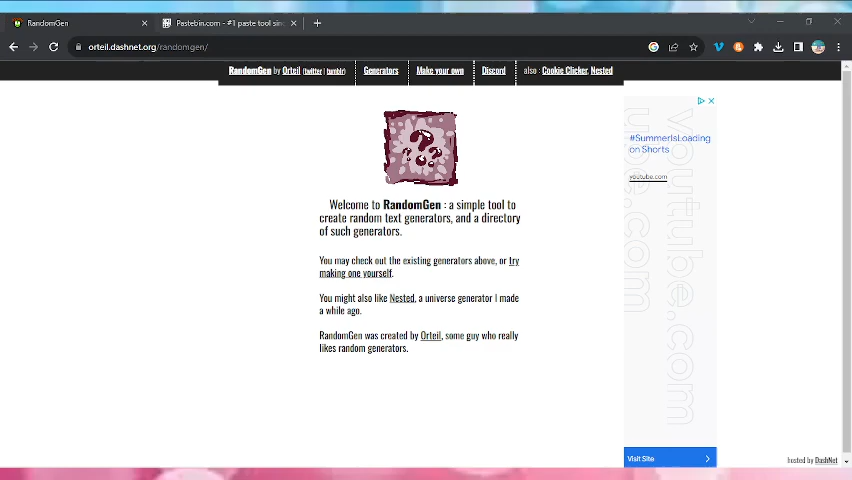 RandomGen
Pastebin.com - #1 paste tool sinc
orteil.dashnet.org/randomgen/
RandomGen by Orteil (twitter | tumblr) Generators Make your own Discord also : Cookie Clicker, Nested
Welcome to RandomGen : a simple tool to
create random text generators, and a directory
of such generators.
You may check out the existing generators above, or try
making one yourself.
You might also like Nested, a universe generator I made
a while ago.
RandomGen was created by Orteil, some guy who really
likes random generators.
#SummerIsLoading
on Shorts
youtube.com
youtube.com
Visit Site
hosted by DashNet